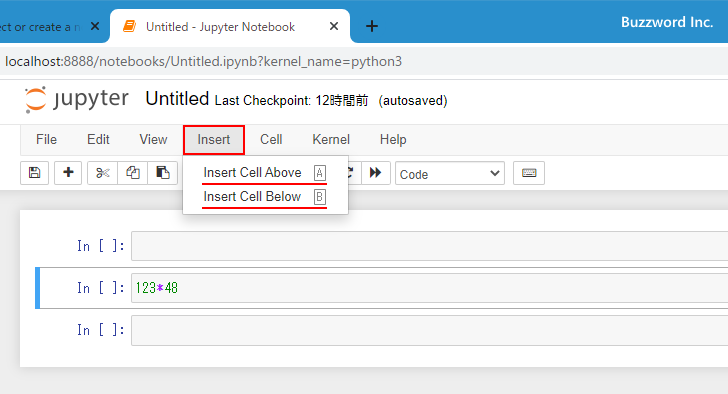 ct or create a n
Untitled - Jupyter Notebook
Buzzword Inc.
localhost:8888/notebooks/Untitled.ipynb?kernel_name=python3
jupyter Untitled Last Checkpoint: 12時間前 (autosaved)
File Edit View Insert Cell Kernel Help
Code
Insert Cell Above A
Insert Cell Below B
In [ ]:
In [ ]: 123*48
In [ ]: